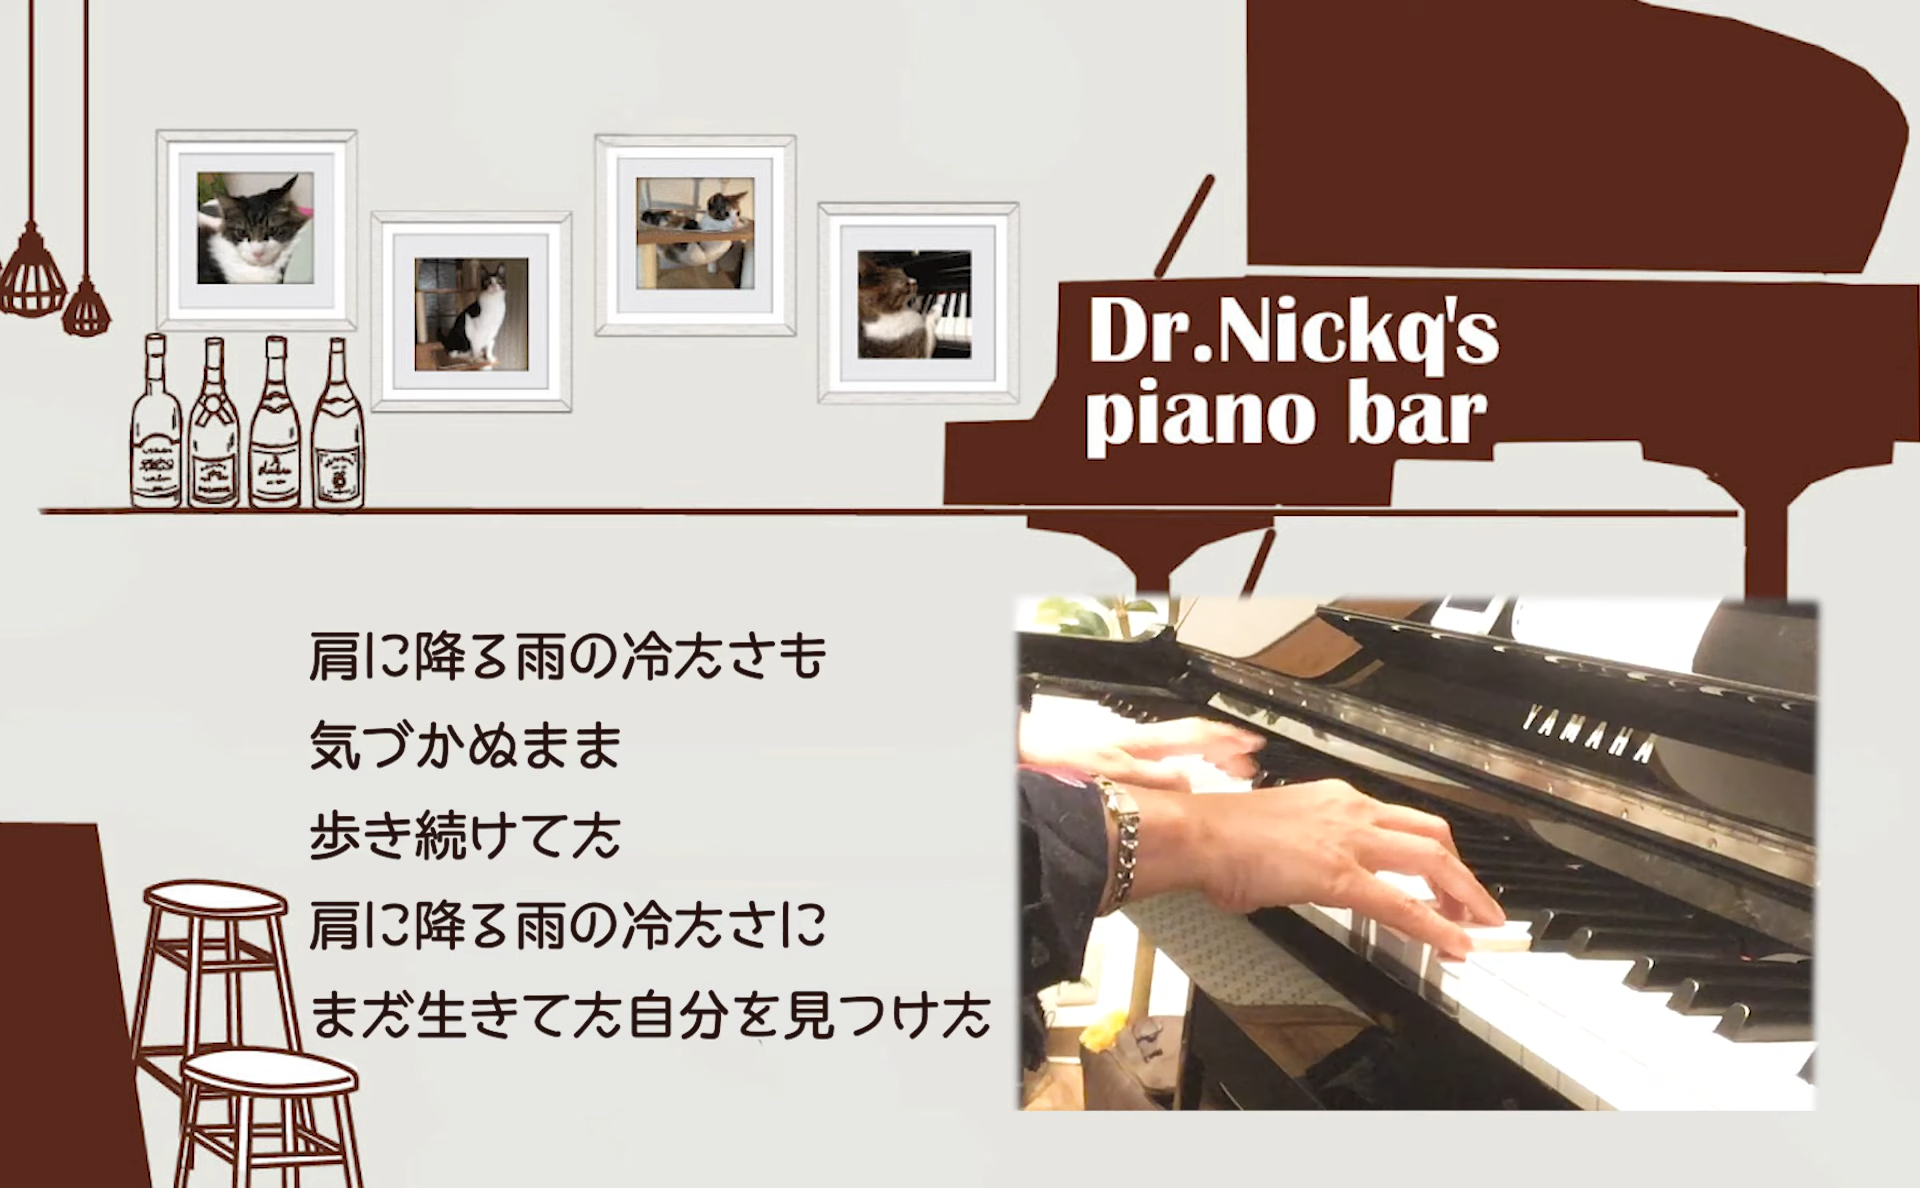 Dr.Nickq's
piano bar
肩に降る雨の冷たさも
気づかぬまま
歩き続けてた
肩に降る雨の冷たさに
まだ生きてた自分を見つけた
YAMAHA